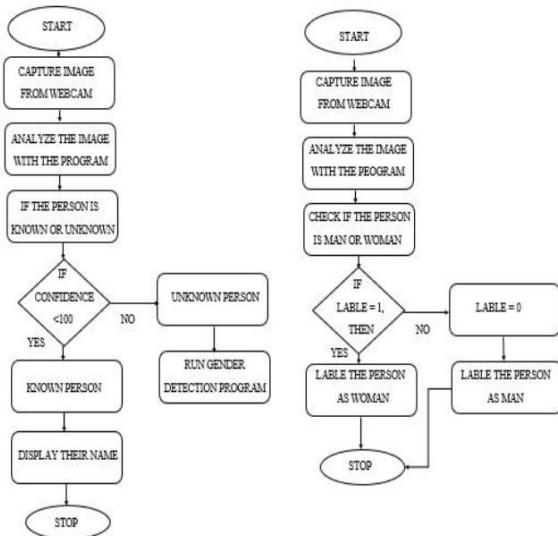 START
CAPTURE IMAGE
FROM WEBCAM
ANALYZE THE IMAGE
WITH THE PROGRAM
IF THE PERSON IS
KNOWN OR UNKNOWN
IF
CONFIDENCE
<100
NO
YES
UNKNOWN PERSON
RUN GENDER
DETECTION PROGRAM
KNOWN PERSON
DISPLAY THEIR NAME
STOP
START
CAPTURE IMAGE
FROM WEBCAM
ANALYZE THE IMAGE
WITH THE PEOGRAM
CHECK IF THE PERSON
IS MAN OR WOMAN
IF
LABLE = 1,
THEN
NO
YES
LABLE = 0
LABLE THE PERSON
AS WOMAN
LABLE THE PERSON
AS MAN
STOP